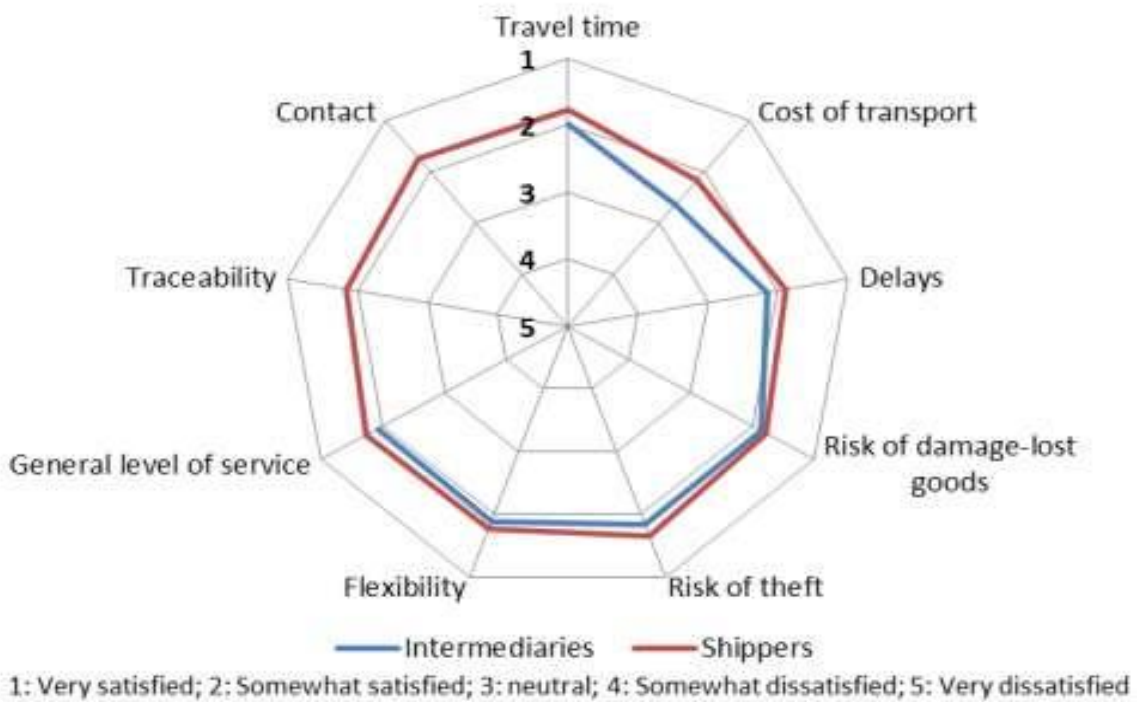 Travel time
1
Contact
Cost of transport
2
3
4
Traceability
Delays
5
General level of service
Risk of damage-lost
goods
Flexibility
Risk of theft
Intermediaries
Shippers
1: Very satisfied; 2: Somewhat satisfied; 3: neutral; 4: Somewhat dissatisfied; 5: Very dissatisfied